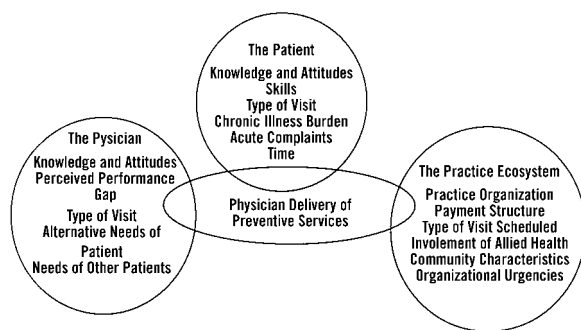 The Patient
Knowledge and Attitudes
Skills
Type of Visit
Chronic Illness Burden
Acute Complaints
Time
The Pysician
Knowledge and Attitudes
Perceived Performance
Gap
Type of Visit
Alternative Needs of
Patient
Needs of Other Patients
Physician Delivery of
Preventive Services
The Practice Ecosystem
Practice Organization
Payment Structure
Type of Visit Scheduled
Involement of Allied Health
Community Characteristics
Organizational Urgencies